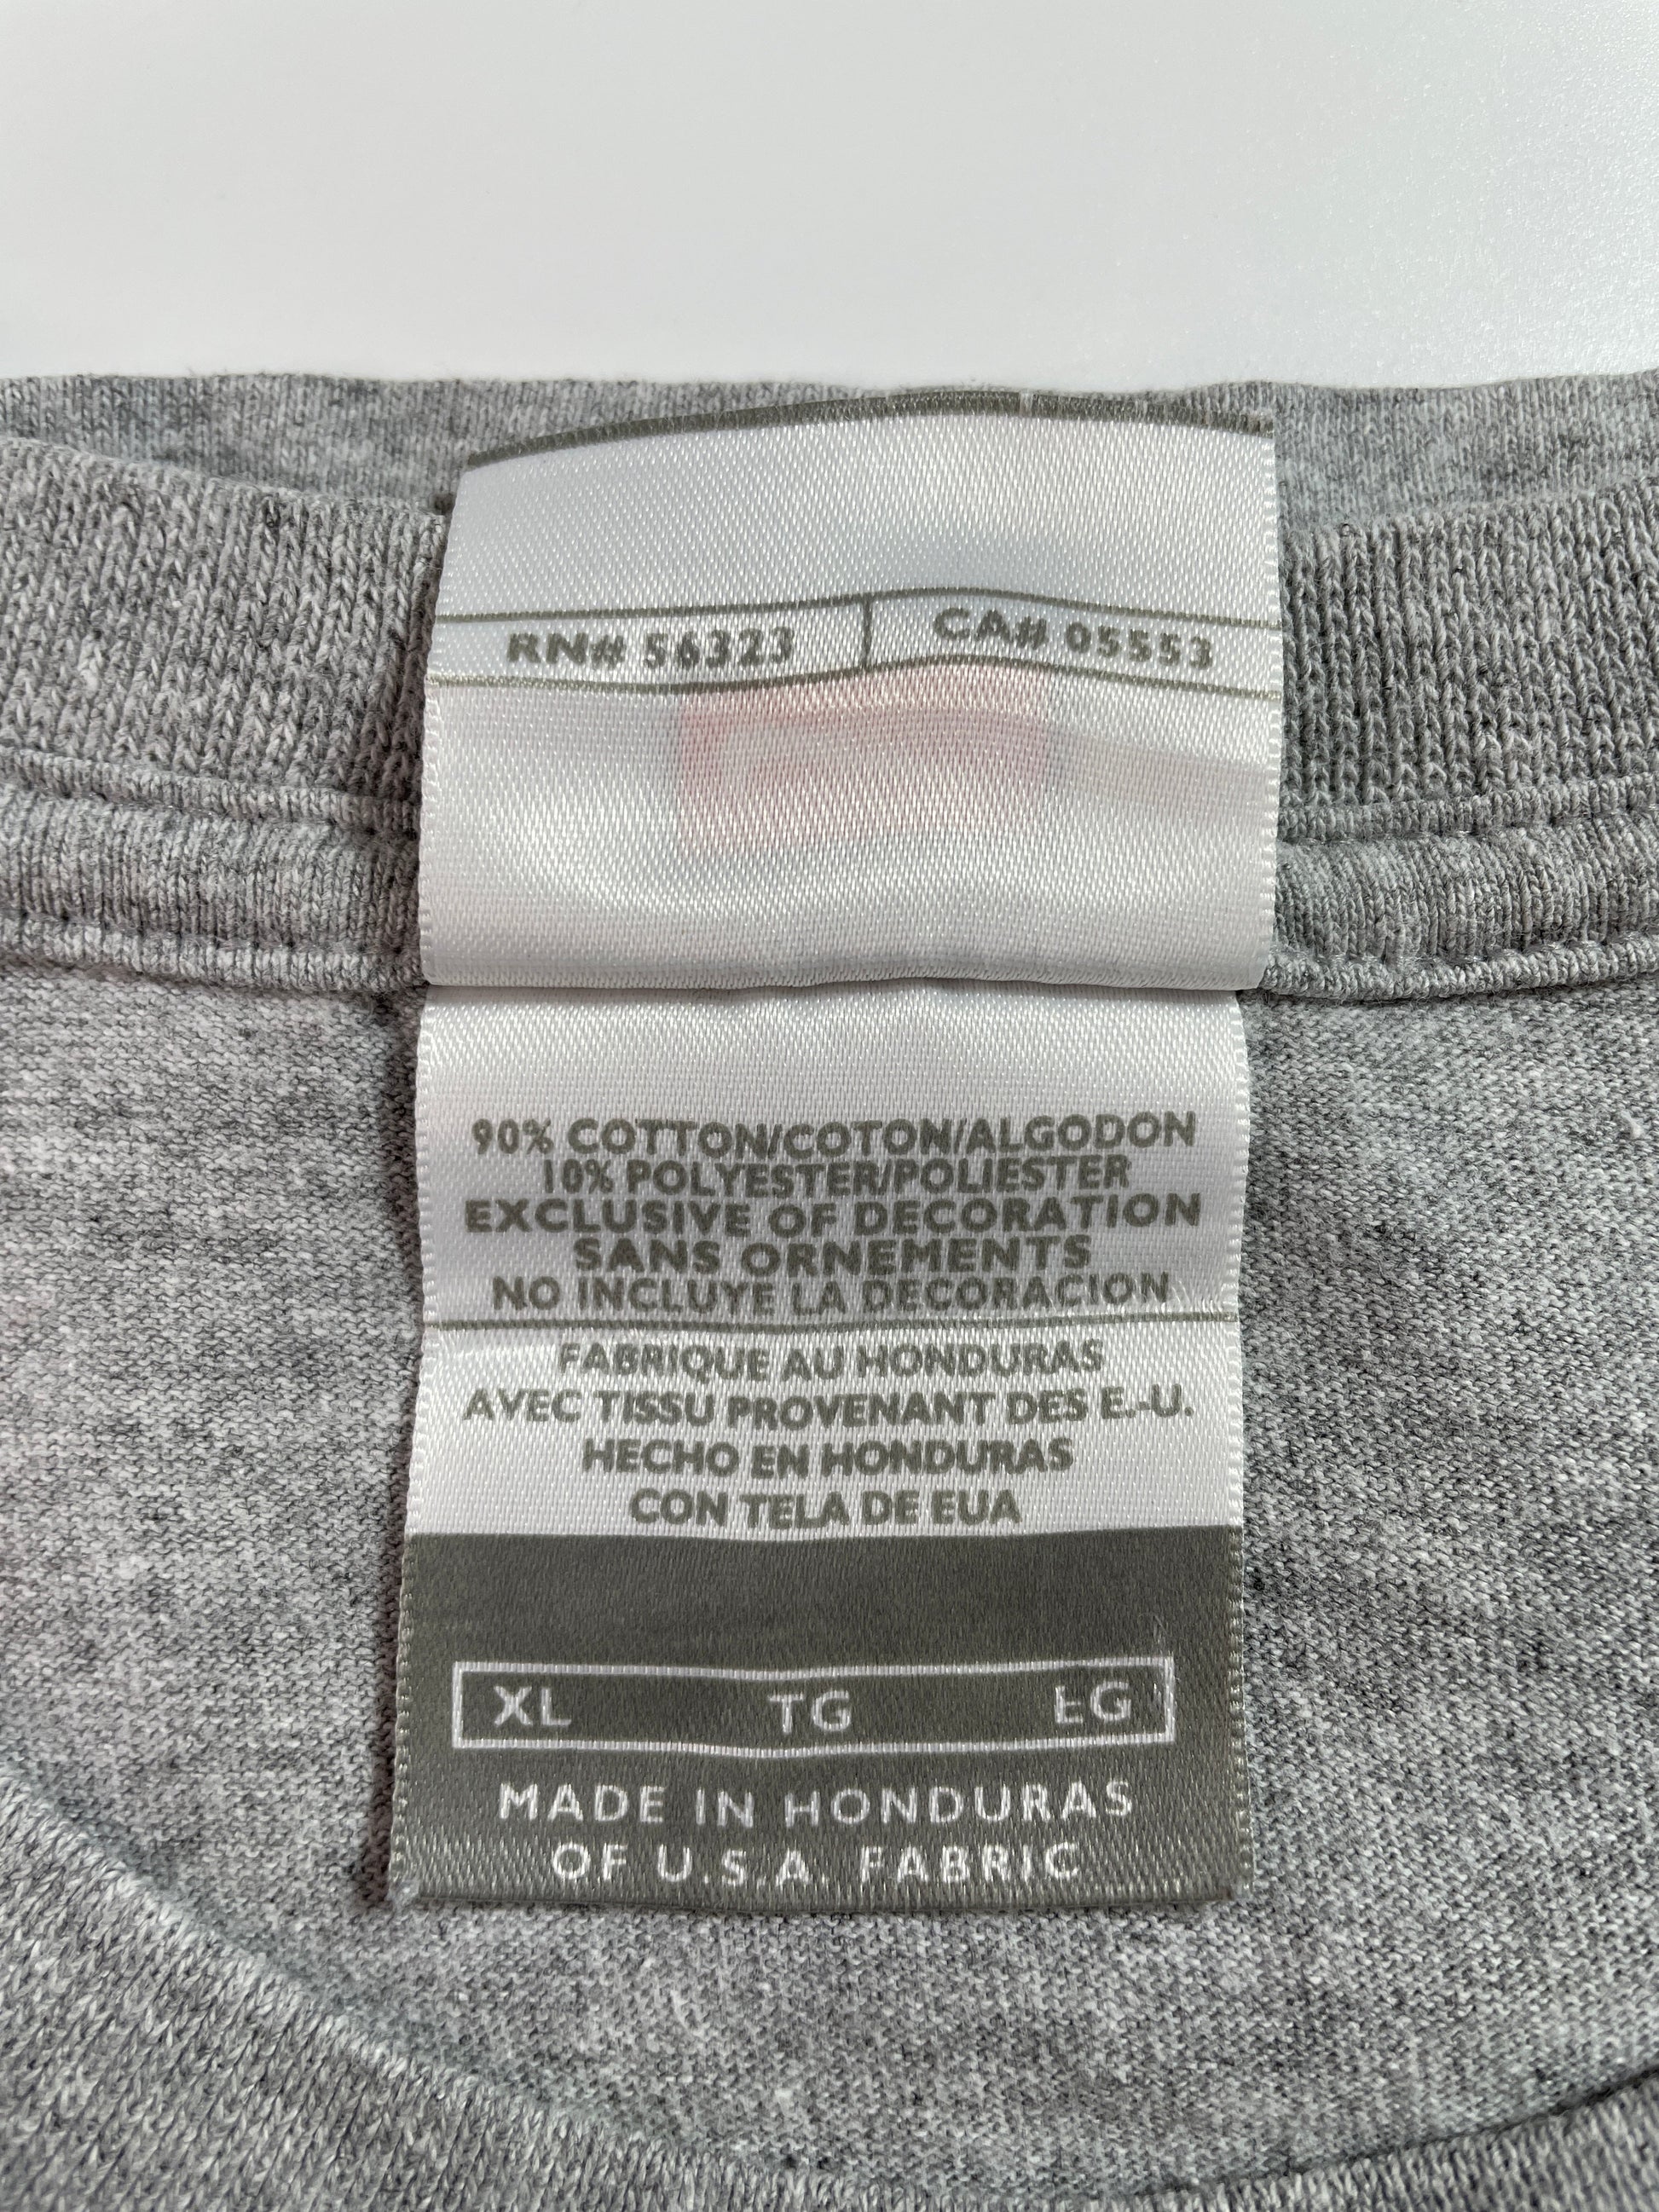 RN# 56323 CA# 05553
90% COTTON/COTON/ALGODON
10% POLYESTER/POLIESTER
EXCLUSIVE OF DECORATION
SANS ORNEMENTS
NO INCLUYE LA DECORACION
FABRIQUE AU HONDURAS
AVEC TISSU PROVENANT DES E.-U.
HECHO EN HONDURAS
CON TELA DE EUA
XL TG EG
MADE IN HONDURAS
OF U.S.A. FABRIC